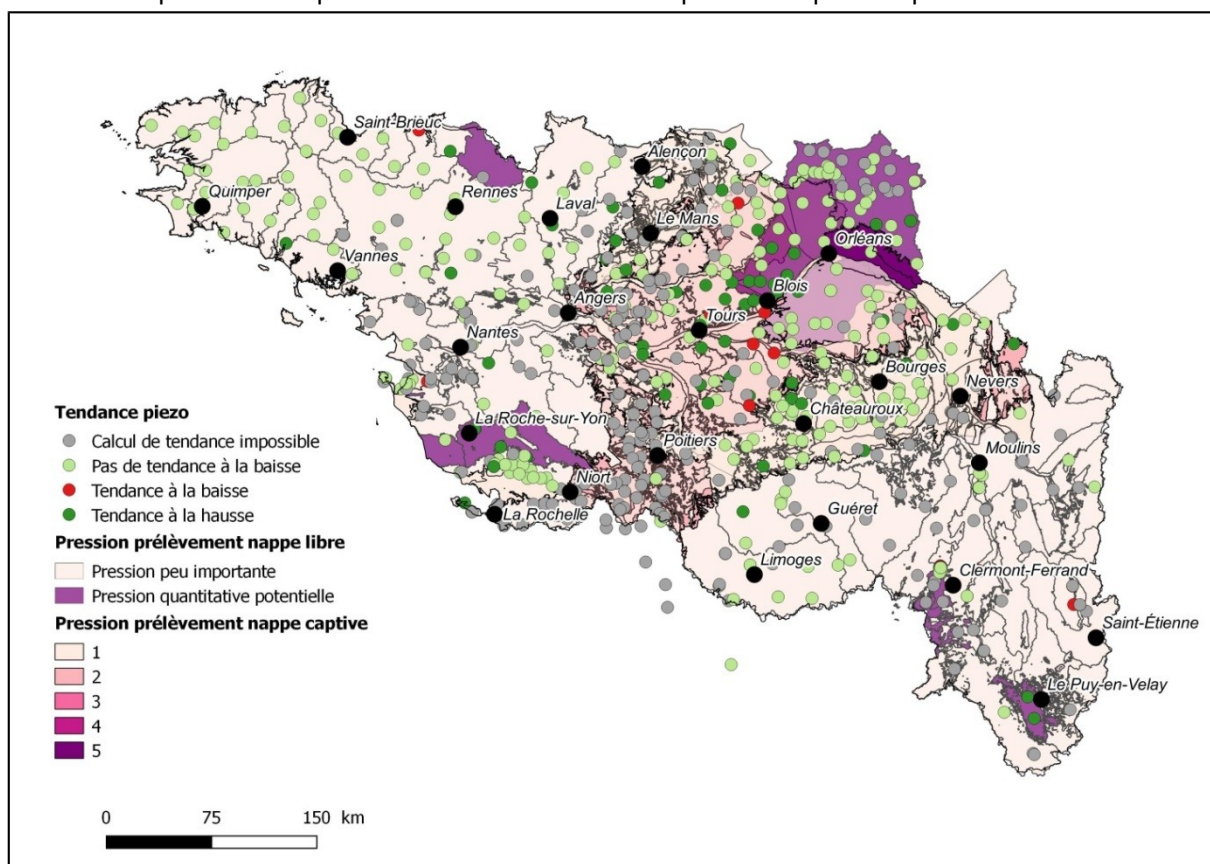 Saint-Brieuc
Alençon
Quimper
Rennes
Laval
Le Mans
Orléans
Vannes
Blois
Angers
Tours
Nantes
Bourges
Nevers
Châteauroux
La Roche-sur-Yon
Poitiers
Moulins
Niort
La Rochelle
Guéret
Limoges
Clermont-Ferrand
Saint-Étienne
Le Puy-en-Velay
Tendance piezo
Calcul de tendance impossible
Pas de tendance à la baisse
Tendance à la baisse
Tendance à la hausse
Pression prélèvement nappe libre
Pression peu importante
Pression quantitative potentielle
Pression prélèvement nappe captive
1
2
3
4
5
0 75 150 km